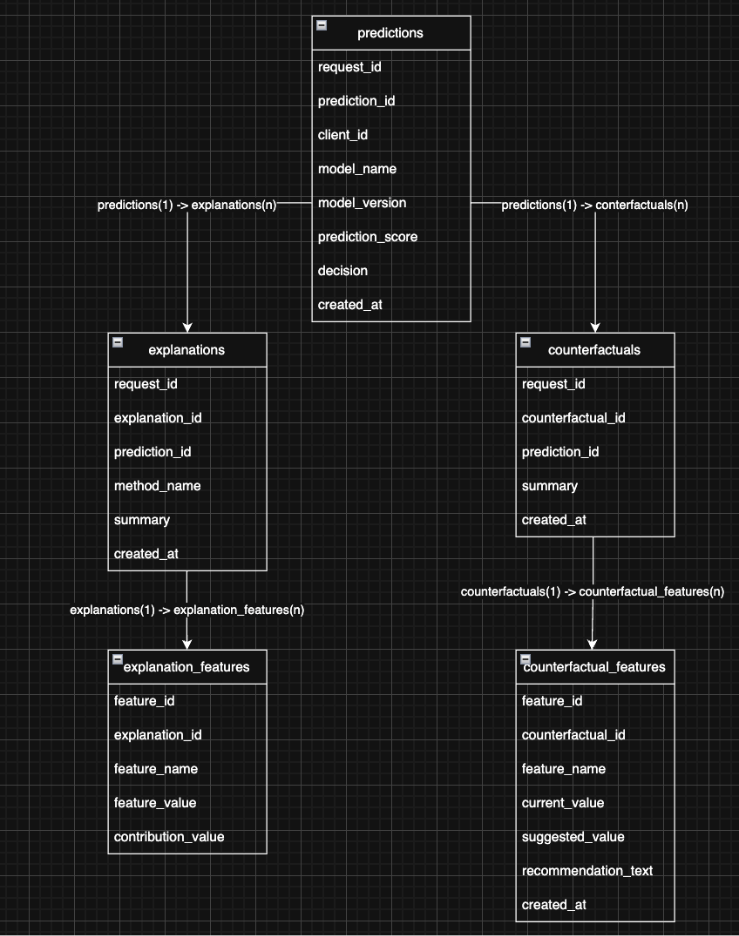 predictions
request_id
prediction_id
client_id
model_name
model_version
prediction_score
decision
created_at
predictions(1) -> explanations(n)
predictions(1) -> conterfactuals(n)
explanations
request_id
explanation_id
prediction_id
method_name
summary
created_at
counterfactuals
request_id
counterfactual_id
prediction_id
summary
created_at
explanations(1) -> explanation_features(n)
counterfactuals(1) -> counterfactual_features(n)
explanation_features
feature_id
explanation_id
feature_name
feature_value
contribution_value
counterfactual_features
feature_id
counterfactual_id
feature_name
current_value
suggested_value
recommendation_text
created_at